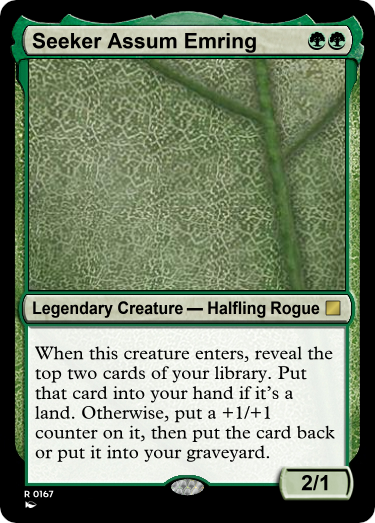 Seeker Assum Emring
Legendary Creature — Halfling Rogue
When this creature enters, reveal the
top two cards of your library. Put
that card into your hand if it's a
land. Otherwise, put a +1/+1
counter on it, then put the card back
or put it into your graveyard.
2/1
R 0167